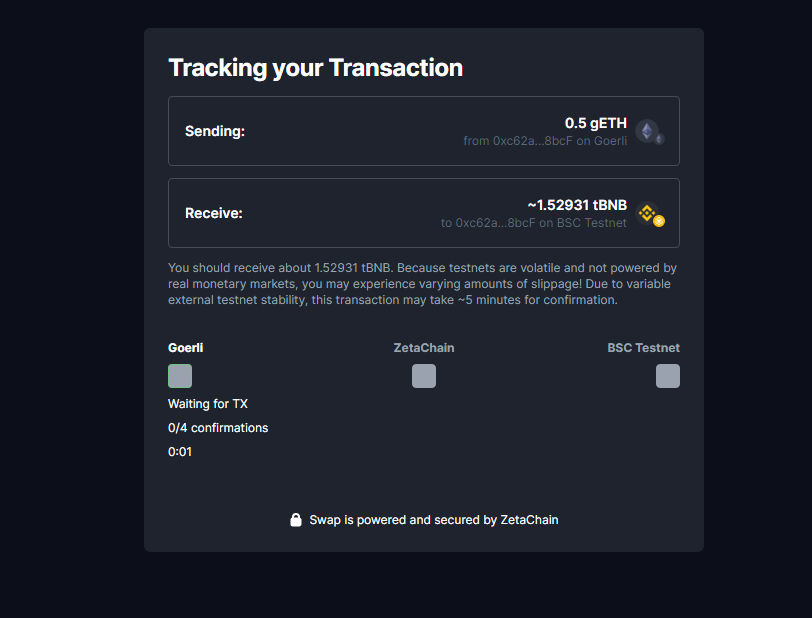 Tracking your Transaction
Sending:
0.5 gETH
from 0xc62a...8bcF on Goerli
Receive:
~1.52931 tBNB
to 0xc62a...8bcF on BSC Testnet
You should receive about 1.52931 tBNB. Because testnets are volatile and not powered by
real monetary markets, you may experience varying amounts of slippage! Due to variable
external testnet stability, this transaction may take ~5 minutes for confirmation.
Goerli
ZetaChain
BSC Testnet
Waiting for TX
0/4 confirmations
0:01
Swap is powered and secured by ZetaChain